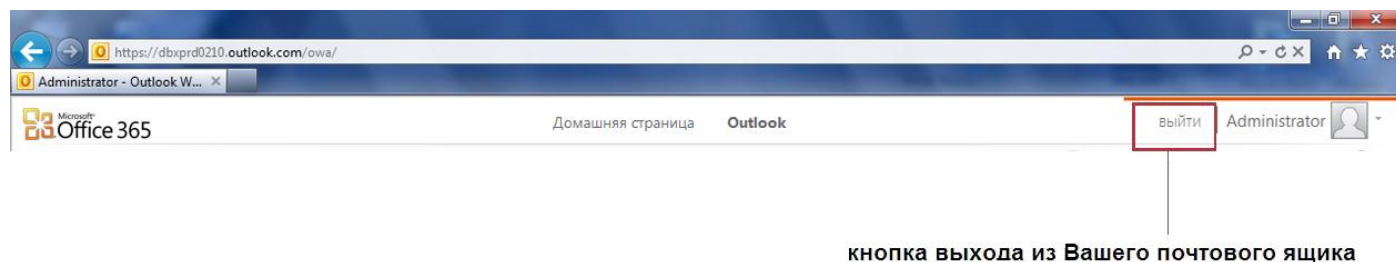 https://dbxprd0210.outlook.com/owa/
Administrator - Outlook W...
Microsoft
Office 365
Домашняя страница Outlook выйти | Administrator
кнопка выхода из Вашего почтового ящика